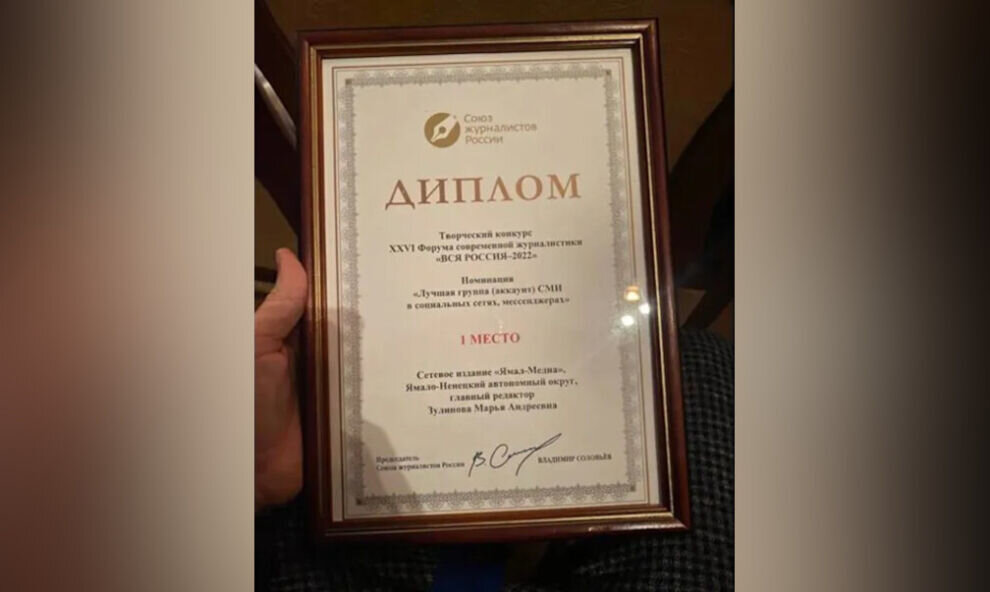 Союз
журналистов
России
ДИПЛОМ
Творческий конкурс
XXVI Форума современной журналистики
«ВСЯ РОССИЯ–2022»
Номинация
«Лучшая группа (аккаунт) СМИ
в социальных сетях, мессенджерах»
1 МЕСТО
Сетевое издание «Ямал-Медиа»,
Ямало-Ненецкий автономный округ,
главный редактор
Зулинова Марья Андреевна
Председатель
Союза журналистов России
ВЛАДИМИР СОЛОВЬЁВ